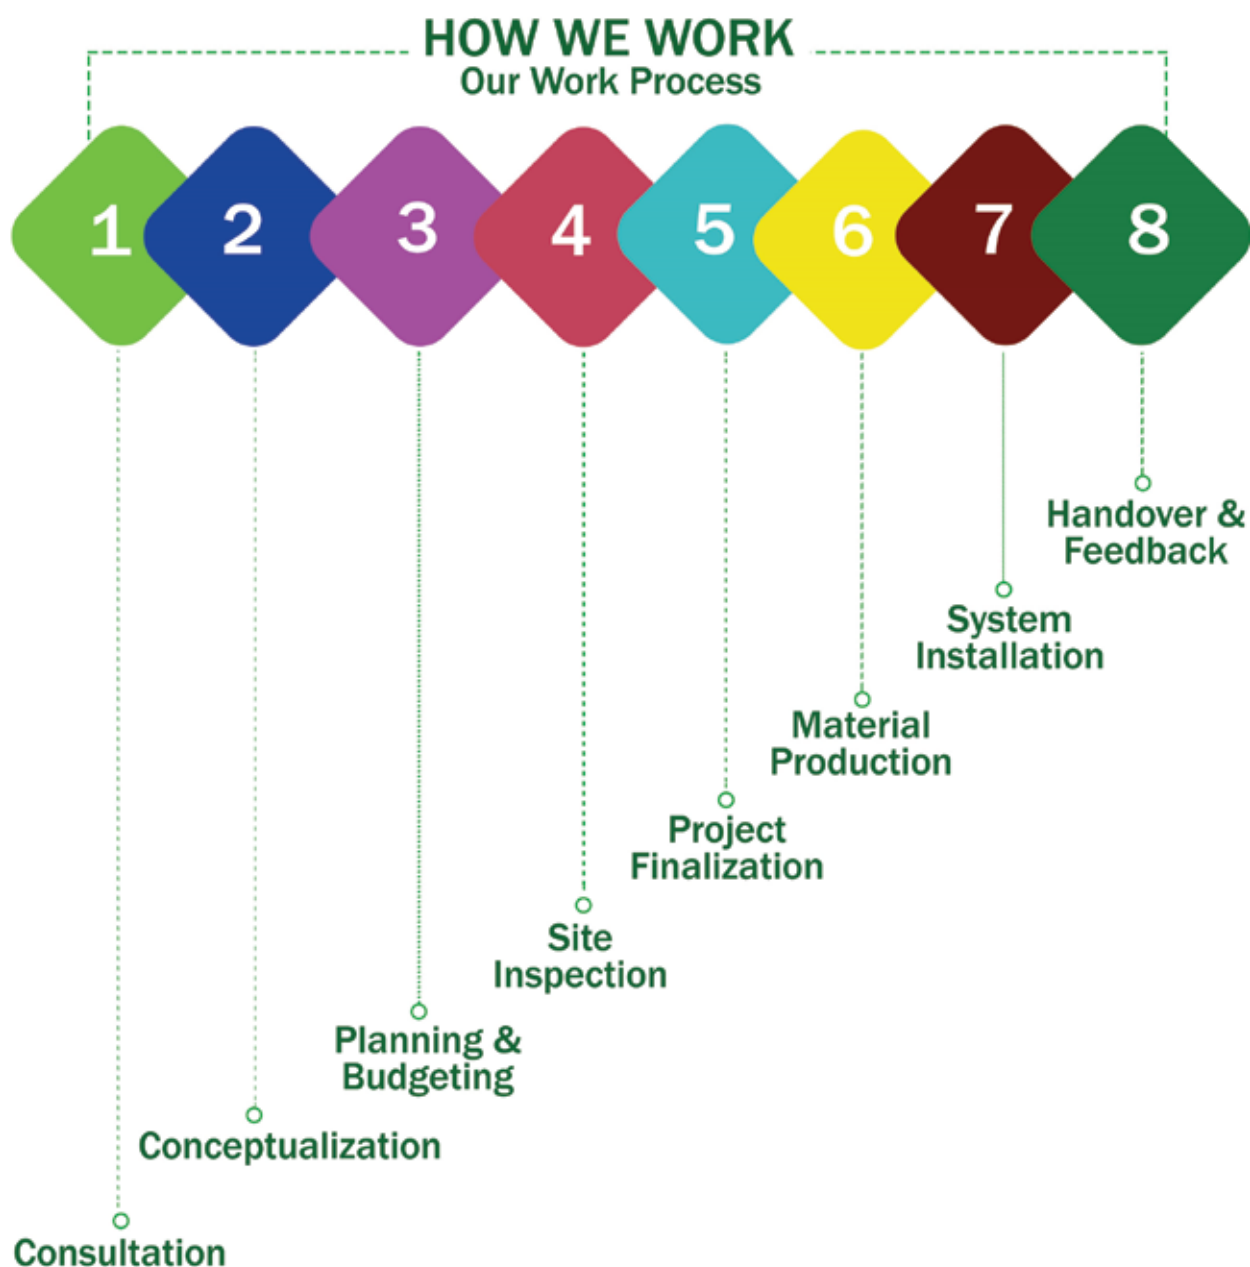 HOW WE WORK
Our Work Process
1
2
3
4
5
6
7
8
Handover &
Feedback
System
Installation
Material
Production
Project
Finalization
Site
Inspection
Planning &
Budgeting
Conceptualization
Consultation